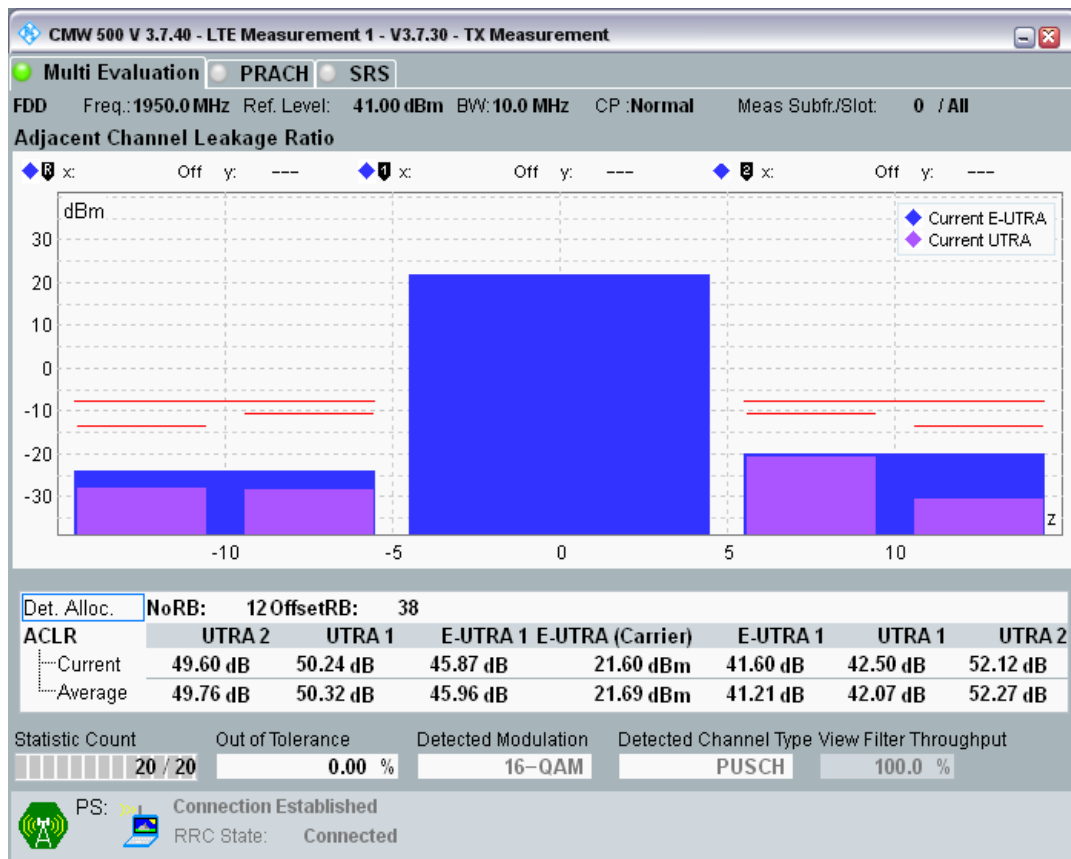 CMW 500 V 3.7.40 - LTE Measurement 1 - V3.7.30 - TX Measurement
Multi Evaluation PRACH SRS
FDD Freq.: 1950.0 MHz Ref. Level: 41.00 dBm BW: 10.0 MHz CP : Normal Meas Subfr./Slot: 0 / All
Adjacent Channel Leakage Ratio
R x: Off y: --- 1 x: Off y: --- 2 x: Off y: ---
dBm
Current E-UTRA
Current UTRA
30
20
10
0
-10
-20
-30
z
-10 -5 0 5 10
Det. Alloc. NoRB: 12 OffsetRB: 38
ACLR UTRA 2 UTRA 1 E-UTRA 1 E-UTRA (Carrier) E-UTRA 1 UTRA 1 UTRA 2
Current 49.60 dB 50.24 dB 45.87 dB 21.60 dBm 41.60 dB 42.50 dB 52.12 dB
Average 49.76 dB 50.32 dB 45.96 dB 21.69 dBm 41.21 dB 42.07 dB 52.27 dB
Statistic Count Out of Tolerance Detected Modulation Detected Channel Type View Filter Throughput
20 / 20 0.00 % 16-QAM PUSCH 100.0 %
PS: Connection Established
RRC State: Connected